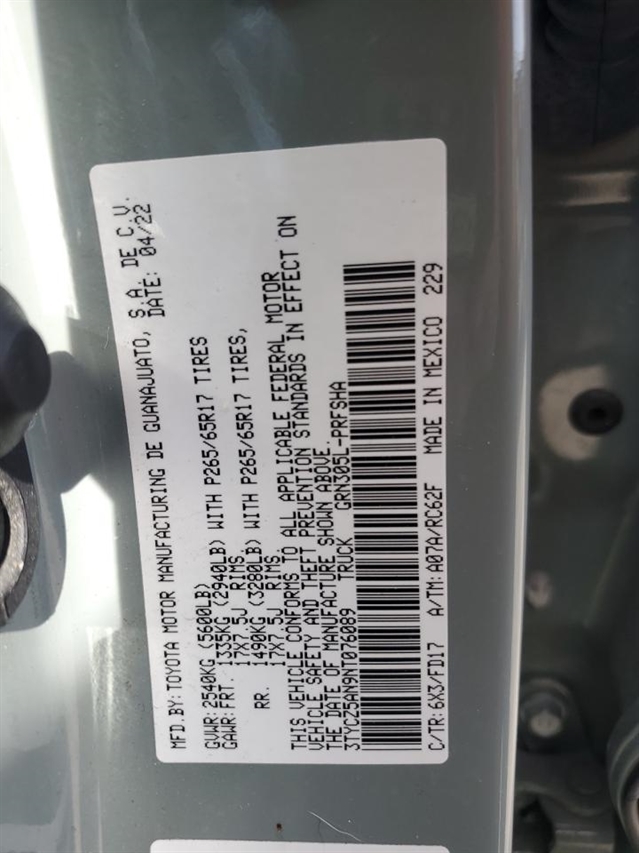 MFD.BY:TOYOTA MOTOR MANUFACTURING DE GUANAJUATO, S.A. DE C.V.
DATE: 04/22
GVWR:2540KG (5600LB)
GAWR:FRT. 1335KG (2940LB) WITH P265/65R17 TIRES
17X7.5J RIMS
RR. 1490KG (3280LB) WITH P265/65R17 TIRES,
17X7.5J RIMS
THIS VEHICLE CONFORMS TO ALL APPLICABLE FEDERAL MOTOR
VEHICLE SAFETY AND THEFT PREVENTION STANDARDS IN EFFECT ON
THE DATE OF MANUFACTURE SHOWN ABOVE.
3TYCZ5AN9NT076089 TRUCK GRN305L-PRFSHA
C/TR: 6X3/FD17 A/TM: A07A/RC62F MADE IN MEXICO 229